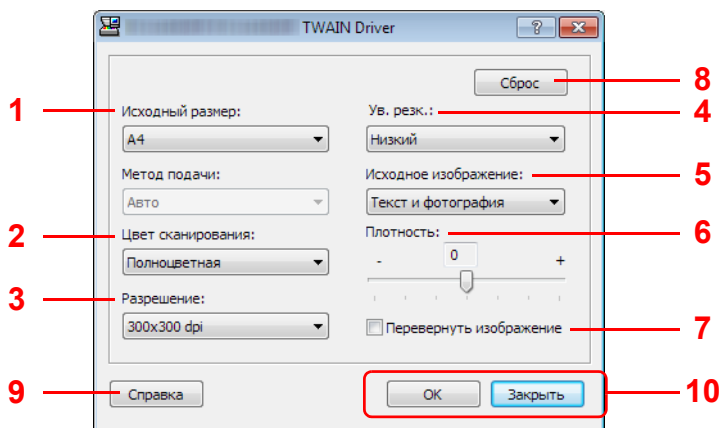 TWAIN Driver
Сброс
8
1
Исходный размер:
A4
Ув. резк.:
4
Низкий
Метод подачи:
Авто
Исходное изображение:
5
Текст и фотография
2
Цвет сканирования:
Полноцветная
Плотность:
6
-
0
+
3
Разрешение:
300x300 dpi
Перевернуть изображение
7
9
Справка
OK
Закрыть
10